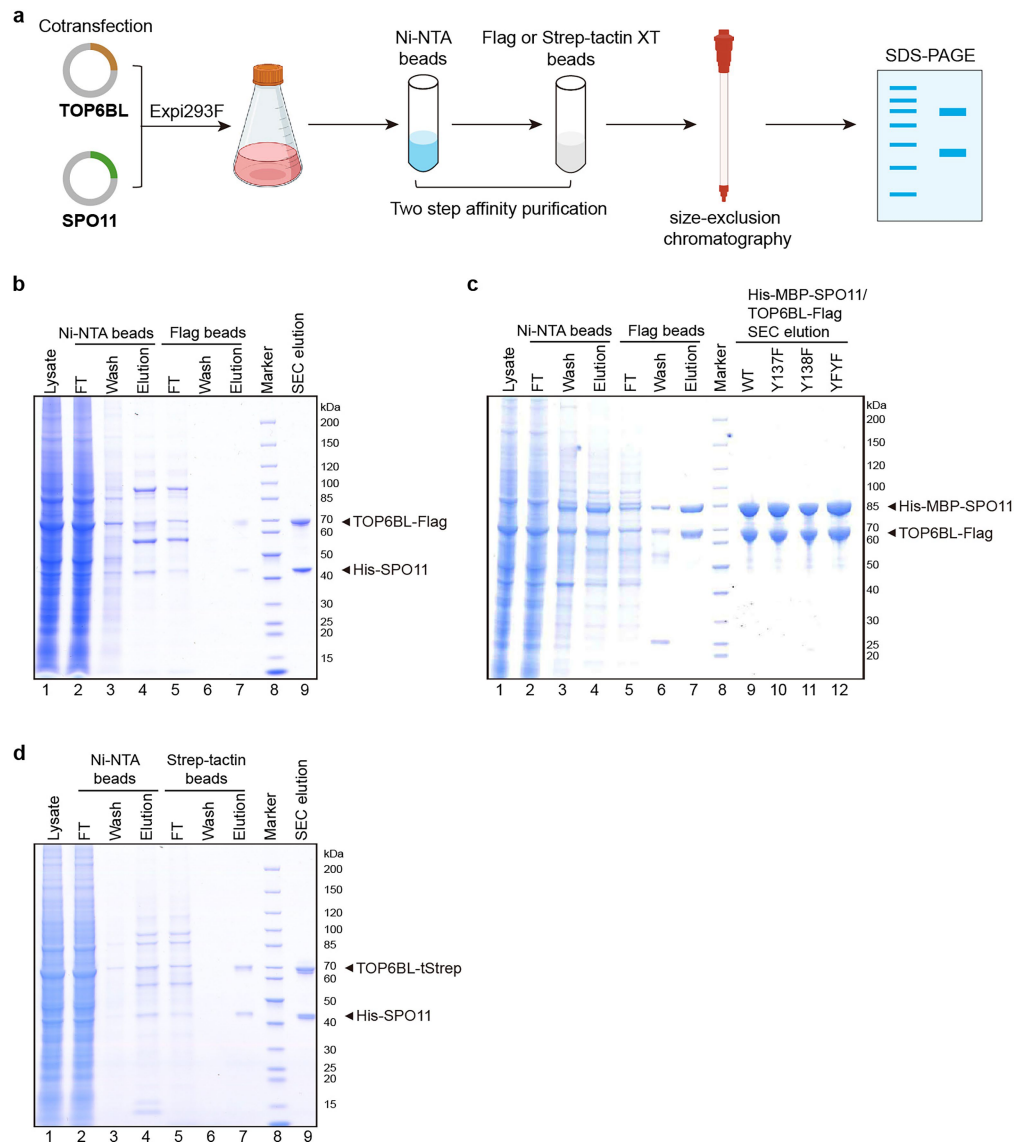 a
Cotransfection
TOP6BL
SPO11
Expi293F
Ni-NTA
beads
Flag or Strep-tactin XT
beads
Two step affinity purification
size-exclusion
chromatography
SDS-PAGE
b
Ni-NTA beads
Flag beads
Lysate
FT
Wash
Elution
FT
Wash
Elution
Marker
SEC elution
kDa
200
150
120
100
85
70
60
50
40
30
25
20
15
TOP6BL-Flag
His-SPO11
1 2 3 4 5 6 7 8 9
c
His-MBP-SPO11/
TOP6BL-Flag
SEC elution
Ni-NTA beads
Flag beads
Lysate
FT
Wash
Elution
FT
Wash
Elution
Marker
WT
Y137F
Y138F
YFYF
kDa
200
150
120
100
85
70
60
50
40
30
25
20
His-MBP-SPO11
TOP6BL-Flag
1 2 3 4 5 6 7 8 9 10 11 12
d
Ni-NTA
beads
Strep-tactin
beads
Lysate
FT
Wash
Elution
FT
Wash
Elution
Marker
SEC elution
kDa
200
150
120
100
85
70
60
50
40
30
25
20
15
TOP6BL-tStrep
His-SPO11
1 2 3 4 5 6 7 8 9